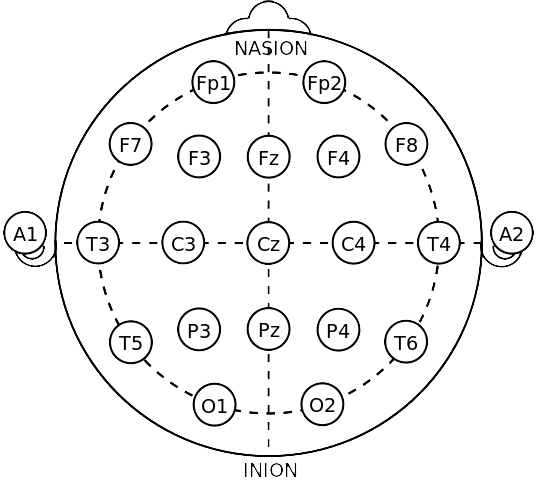 NASION
Fp1 Fp2
F7 F3 Fz F4 F8
A1 T3 C3 Cz C4 T4 A2
T5 P3 Pz P4 T6
O1 O2
INION